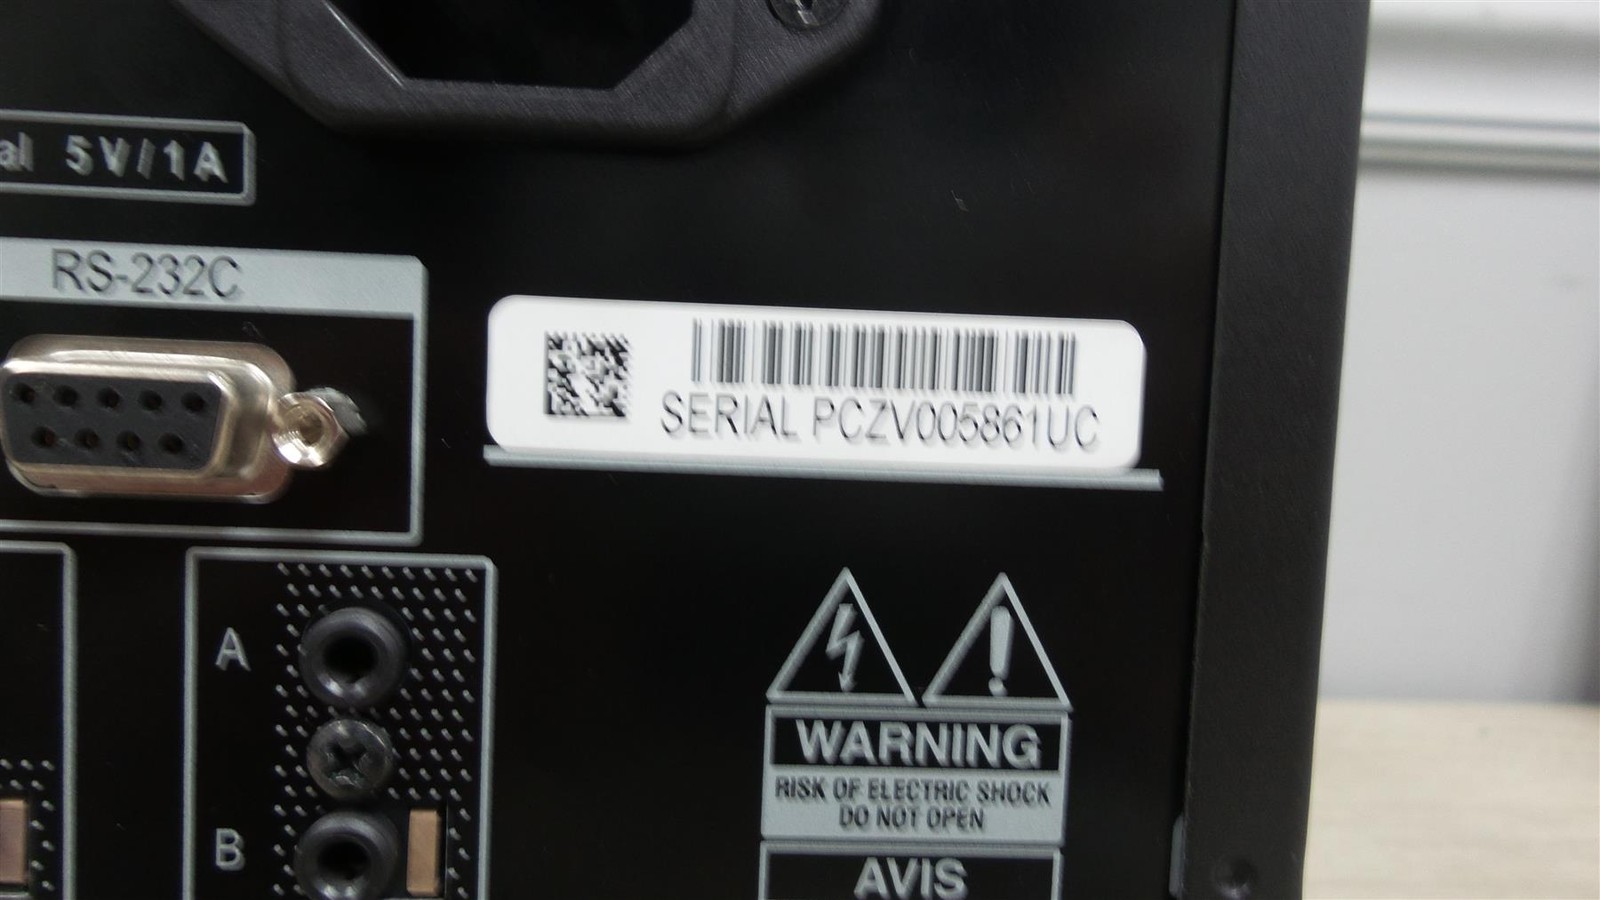 al 5V/1A
RS-232C
SERIAL PCZV005861UC
A
B
WARNING
RISK OF ELECTRIC SHOCK
DO NOT OPEN
AVIS